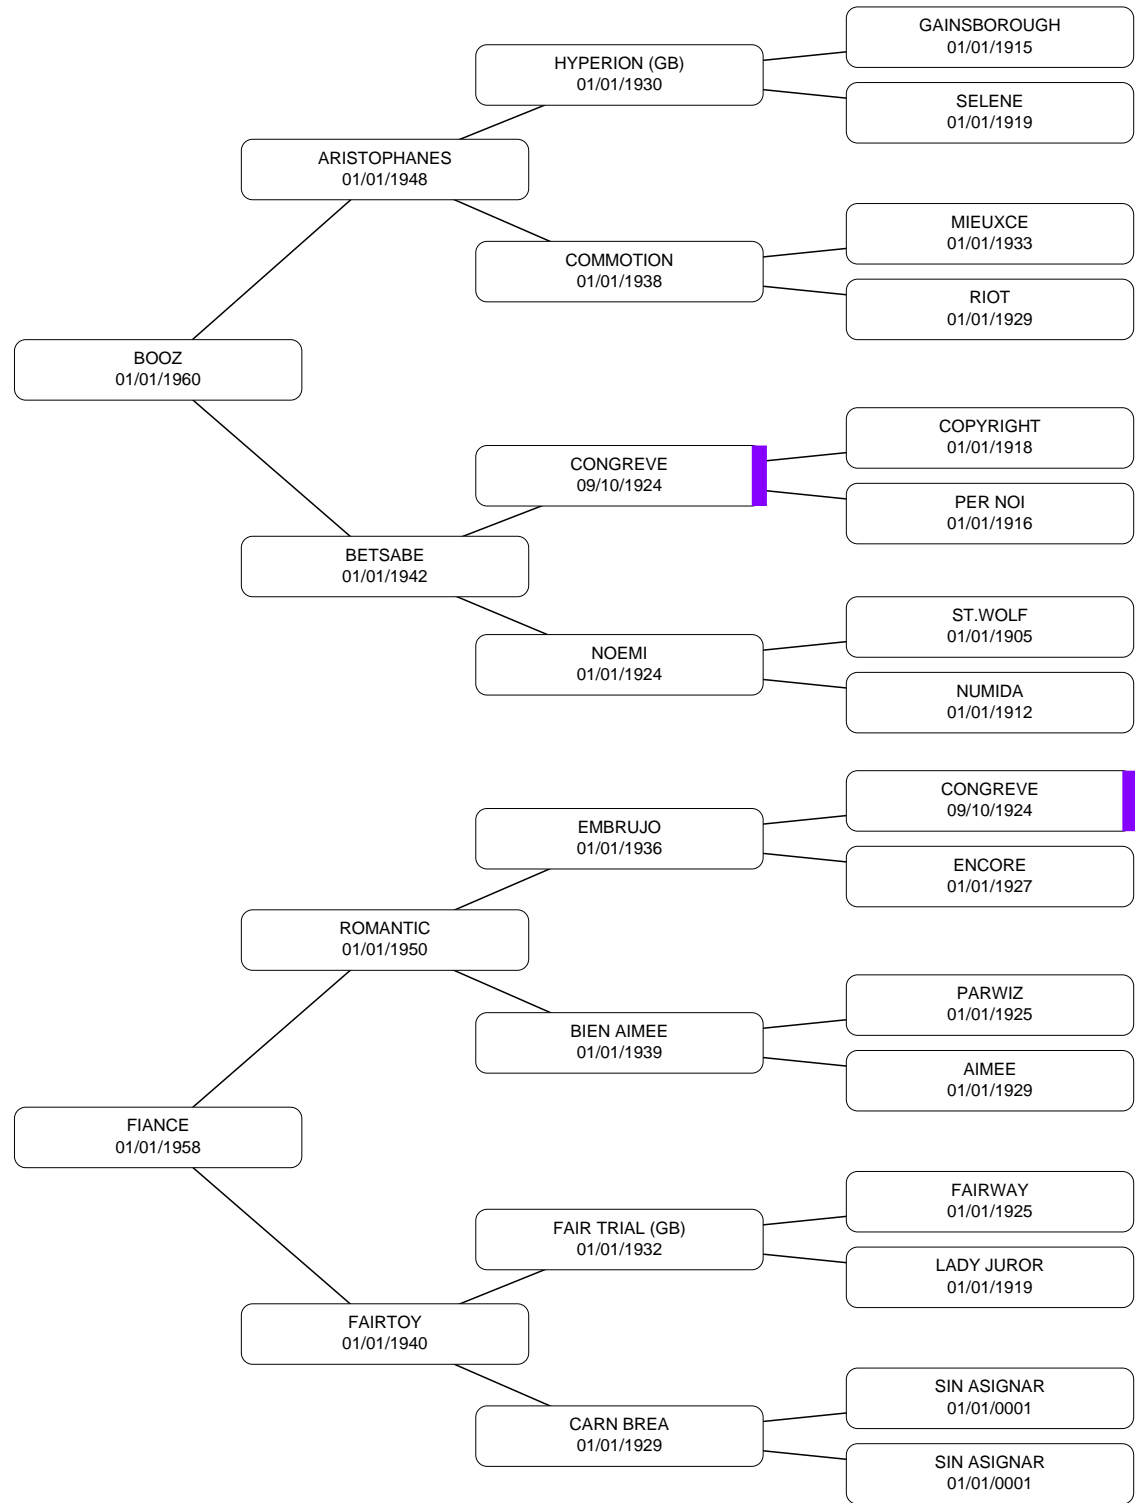 GAINSBOROUGH
01/01/1915
HYPERION (GB)
01/01/1930
SELENE
01/01/1919
ARISTOPHANES
01/01/1948
MIEUXCE
01/01/1933
COMMOTION
01/01/1938
RIOT
01/01/1929
BOOZ
01/01/1960
COPYRIGHT
01/01/1918
CONGREVE
09/10/1924
PER NOI
01/01/1916
BETSABE
01/01/1942
ST.WOLF
01/01/1905
NOEMI
01/01/1924
NUMIDA
01/01/1912
CONGREVE
09/10/1924
EMBRUJO
01/01/1936
ENCORE
01/01/1927
ROMANTIC
01/01/1950
PARWIZ
01/01/1925
BIEN AIMEE
01/01/1939
AIMEE
01/01/1929
FIANCE
01/01/1958
FAIRWAY
01/01/1925
FAIR TRIAL (GB)
01/01/1932
LADY JUROR
01/01/1919
FAIRTOY
01/01/1940
SIN ASIGNAR
01/01/0001
CARN BREA
01/01/1929
SIN ASIGNAR
01/01/0001